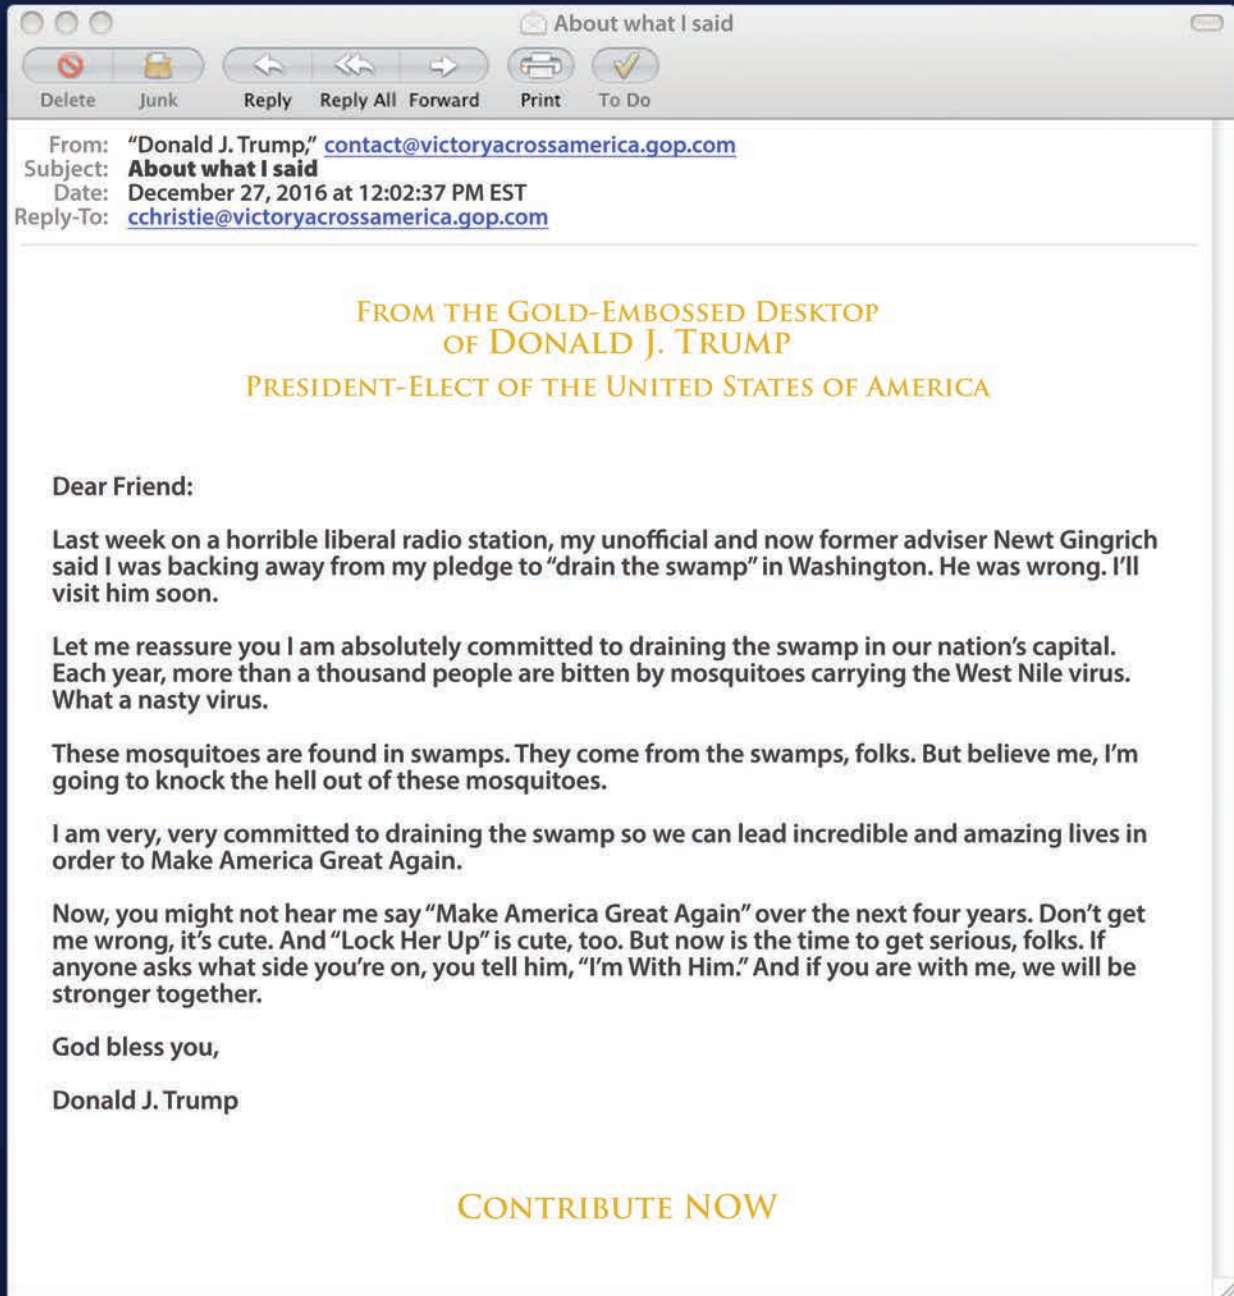 About what I said
Delete Junk Reply Reply All Forward Print To Do
From: “Donald J. Trump,” contact@victoryacrossamerica.gop.com
Subject: About what I said
Date: December 27, 2016 at 12:02:37 PM EST
Reply-To: cchristie@victoryacrossamerica.gop.com
From the Gold-Embossed Desktop
of Donald J. Trump
President-Elect of the United States of America
Dear Friend:
Last week on a horrible liberal radio station, my unofficial and now former adviser Newt Gingrich
said I was backing away from my pledge to “drain the swamp” in Washington. He was wrong. I’ll
visit him soon.
Let me reassure you I am absolutely committed to draining the swamp in our nation’s capital.
Each year, more than a thousand people are bitten by mosquitoes carrying the West Nile virus.
What a nasty virus.
These mosquitoes are found in swamps. They come from the swamps, folks. But believe me, I’m
going to knock the hell out of these mosquitoes.
I am very, very committed to draining the swamp so we can lead incredible and amazing lives in
order to Make America Great Again.
Now, you might not hear me say “Make America Great Again” over the next four years. Don’t get
me wrong, it’s cute. And “Lock Her Up” is cute, too. But now is the time to get serious, folks. If
anyone asks what side you’re on, you tell him, “I’m With Him.” And if you are with me, we will be
stronger together.
God bless you,
Donald J. Trump
Contribute NOW